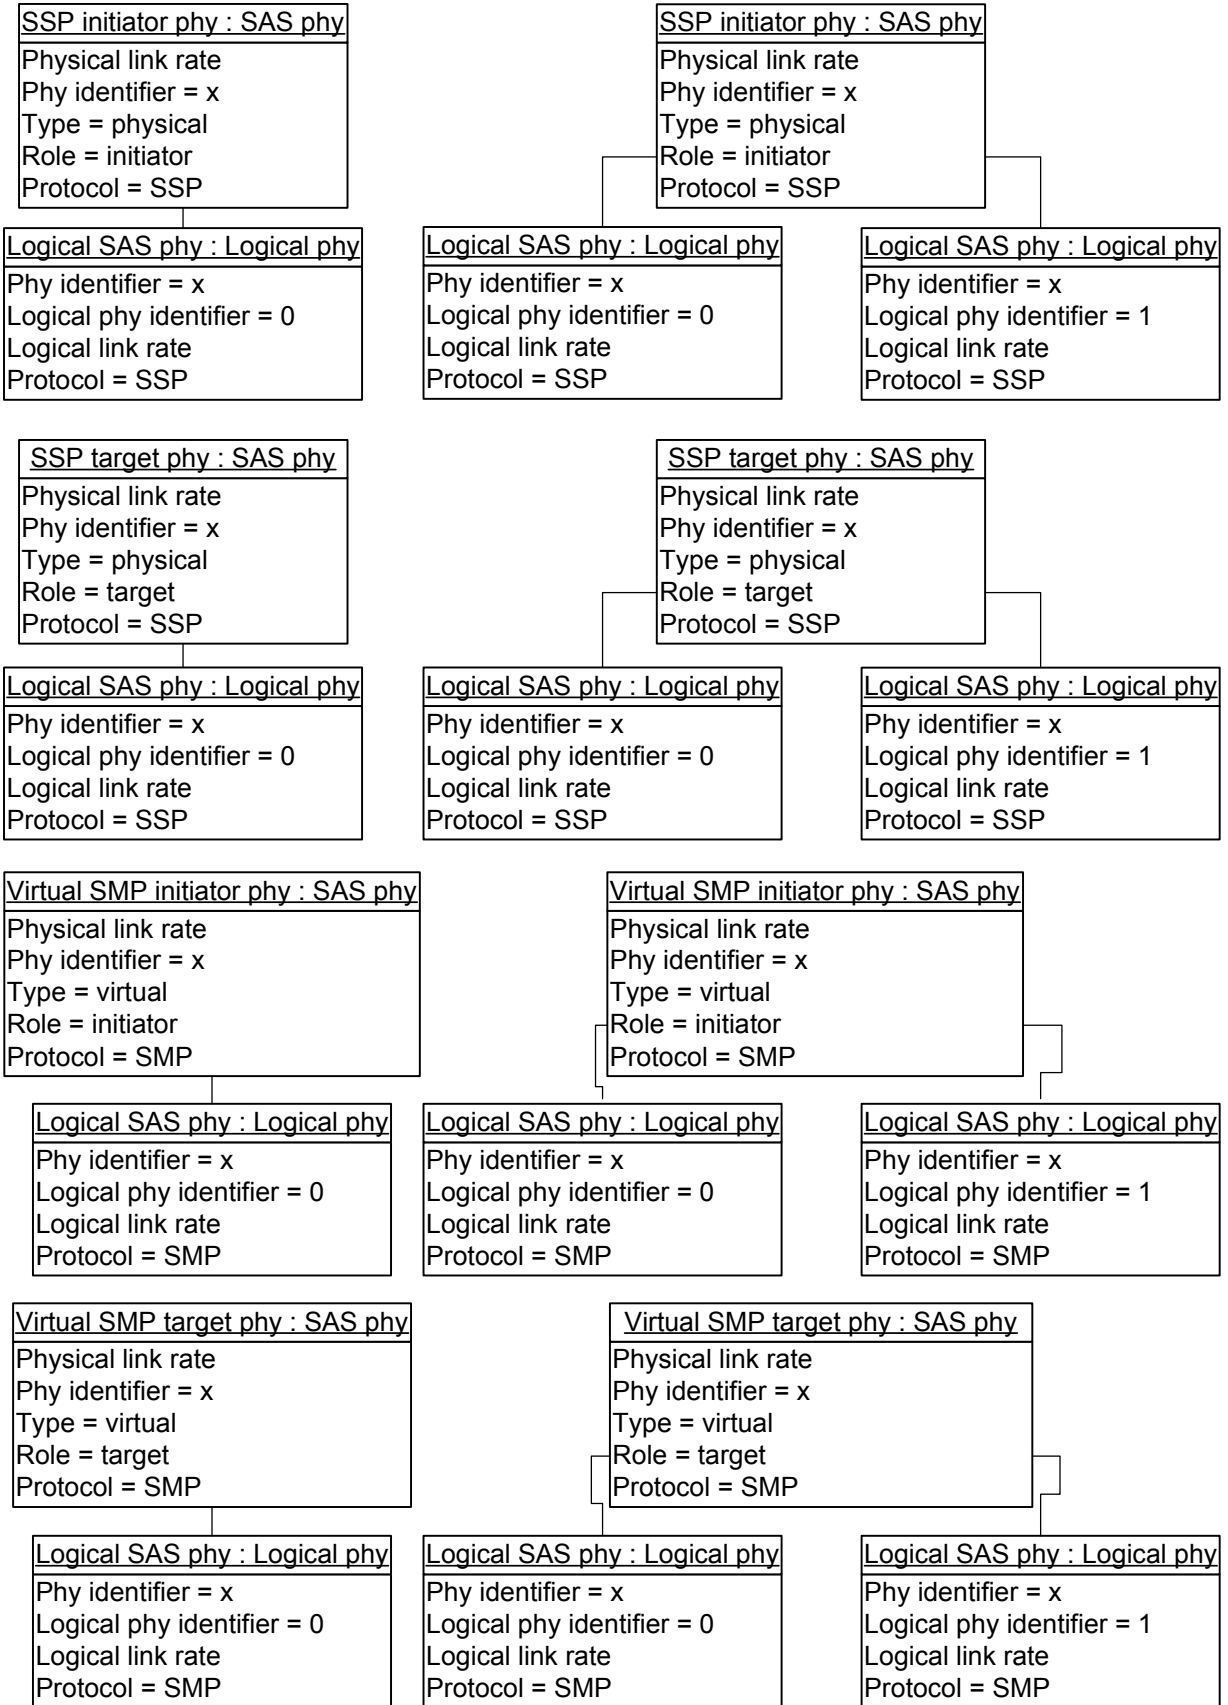 SSP initiator phy : SAS phy
Physical link rate
Phy identifier = x
Type = physical
Role = initiator
Protocol = SSP
Logical SAS phy : Logical phy
Phy identifier = x
Logical phy identifier = 0
Logical link rate
Protocol = SSP
SSP initiator phy : SAS phy
Physical link rate
Phy identifier = x
Type = physical
Role = initiator
Protocol = SSP
Logical SAS phy : Logical phy
Phy identifier = x
Logical phy identifier = 0
Logical link rate
Protocol = SSP
Logical SAS phy : Logical phy
Phy identifier = x
Logical phy identifier = 1
Logical link rate
Protocol = SSP
SSP target phy : SAS phy
Physical link rate
Phy identifier = x
Type = physical
Role = target
Protocol = SSP
Logical SAS phy : Logical phy
Phy identifier = x
Logical phy identifier = 0
Logical link rate
Protocol = SSP
SSP target phy : SAS phy
Physical link rate
Phy identifier = x
Type = physical
Role = target
Protocol = SSP
Logical SAS phy : Logical phy
Phy identifier = x
Logical phy identifier = 0
Logical link rate
Protocol = SSP
Logical SAS phy : Logical phy
Phy identifier = x
Logical phy identifier = 1
Logical link rate
Protocol = SSP
Virtual SMP initiator phy : SAS phy
Physical link rate
Phy identifier = x
Type = virtual
Role = initiator
Protocol = SMP
Logical SAS phy : Logical phy
Phy identifier = x
Logical phy identifier = 0
Logical link rate
Protocol = SMP
Virtual SMP initiator phy : SAS phy
Physical link rate
Phy identifier = x
Type = virtual
Role = initiator
Protocol = SMP
Logical SAS phy : Logical phy
Phy identifier = x
Logical phy identifier = 0
Logical link rate
Protocol = SMP
Logical SAS phy : Logical phy
Phy identifier = x
Logical phy identifier = 1
Logical link rate
Protocol = SMP
Virtual SMP target phy : SAS phy
Physical link rate
Phy identifier = x
Type = virtual
Role = target
Protocol = SMP
Logical SAS phy : Logical phy
Phy identifier = x
Logical phy identifier = 0
Logical link rate
Protocol = SMP
Virtual SMP target phy : SAS phy
Physical link rate
Phy identifier = x
Type = virtual
Role = target
Protocol = SMP
Logical SAS phy : Logical phy
Phy identifier = x
Logical phy identifier = 0
Logical link rate
Protocol = SMP
Logical SAS phy : Logical phy
Phy identifier = x
Logical phy identifier = 1
Logical link rate
Protocol = SMP